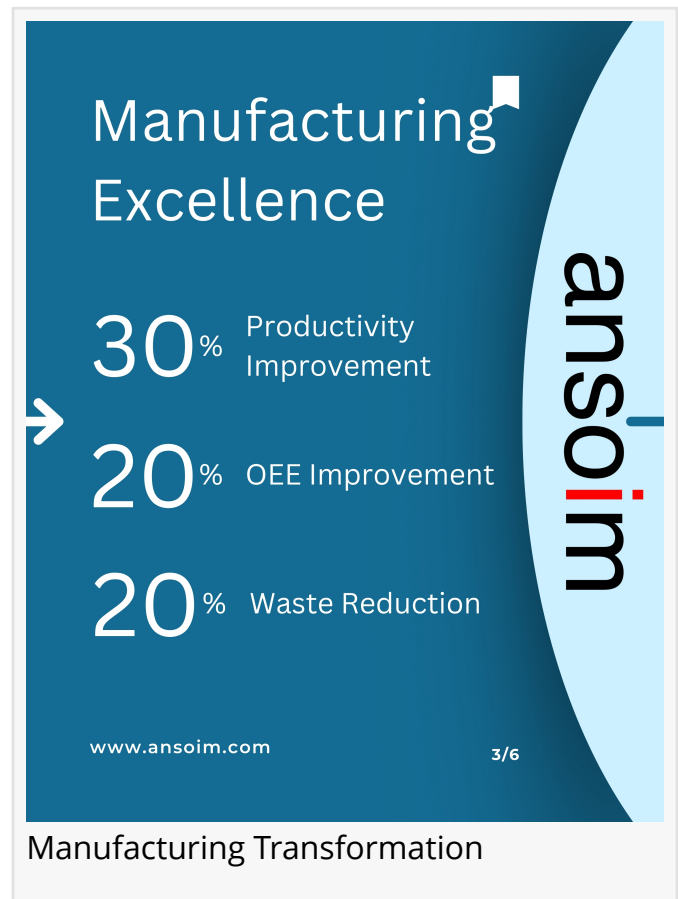 Manufacturing
Excellence
30% Productivity
Improvement
20% OEE Improvement
20% Waste Reduction
ansoim
www.ansoim.com
3/6
Manufacturing Transformation